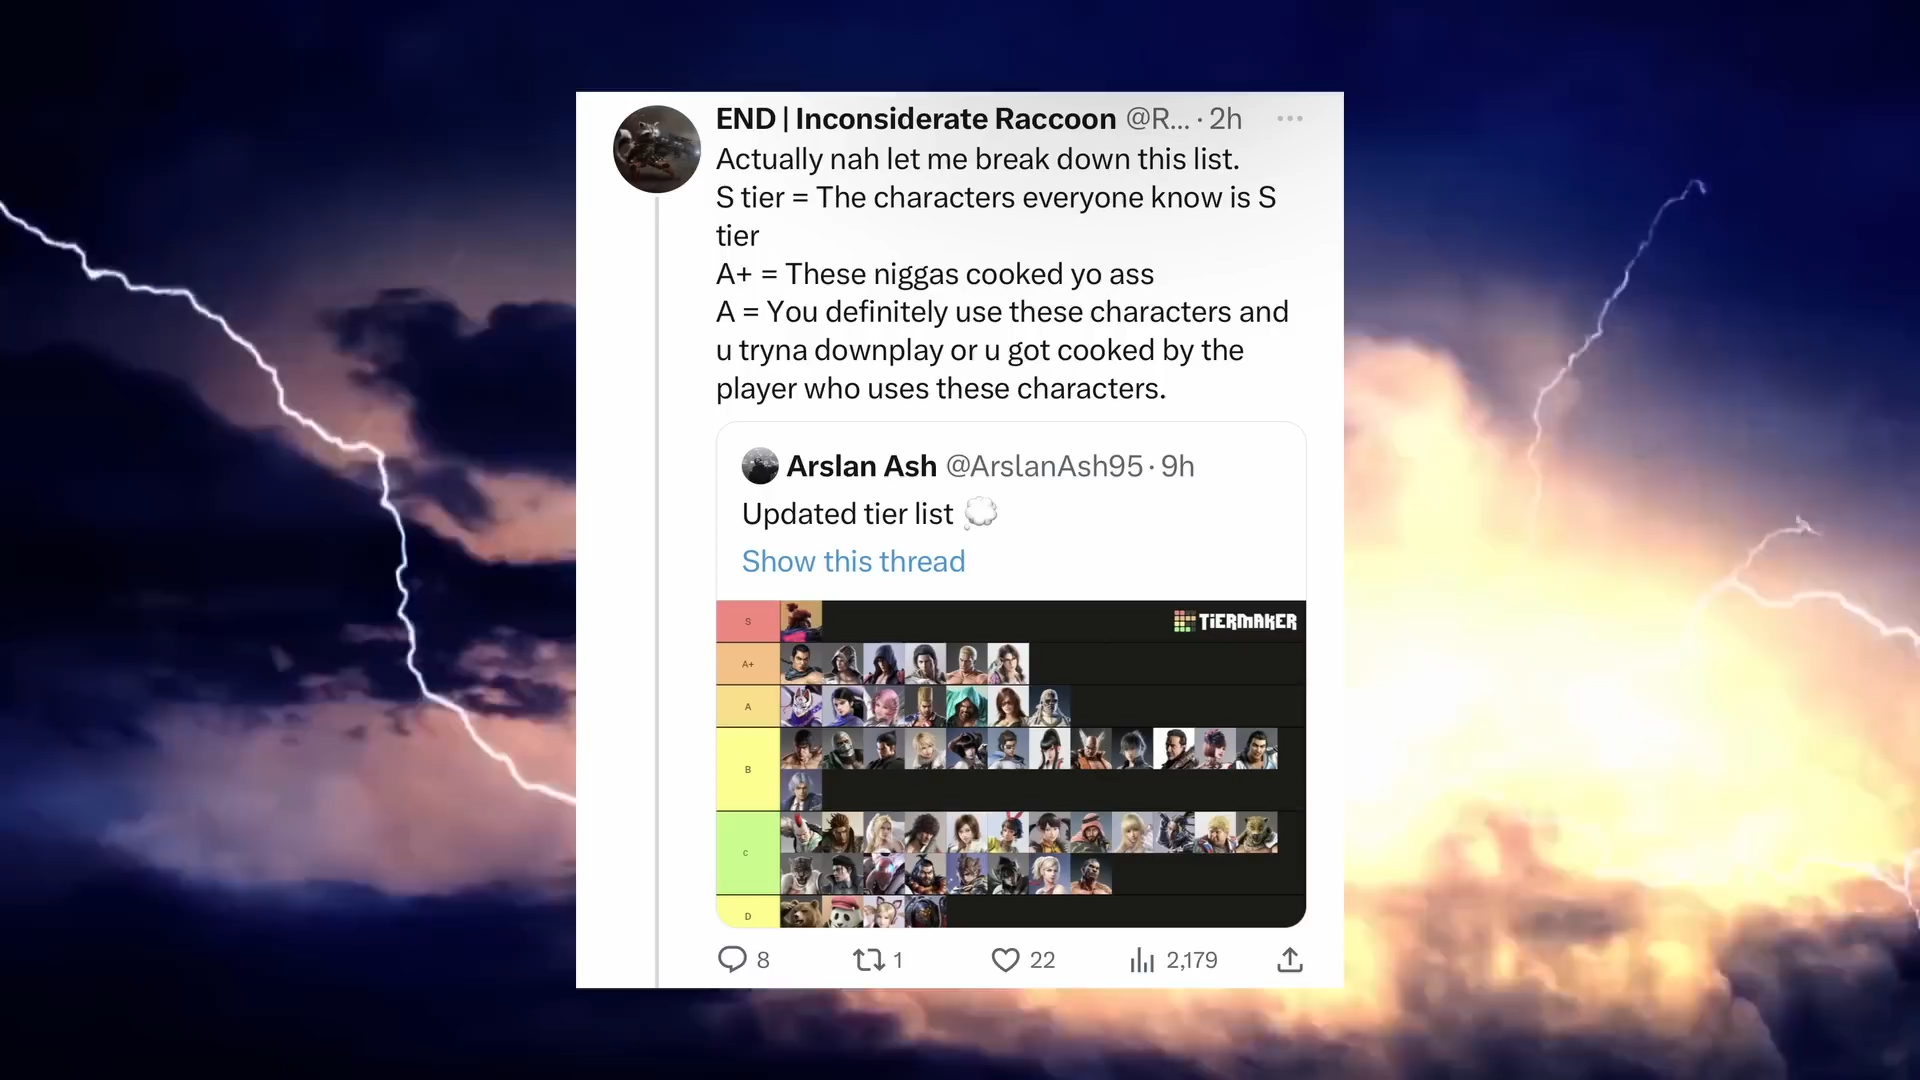 END | Inconsiderate Raccoon @R... · 2h
Actually nah let me break down this list.
S tier = The characters everyone know is S
tier
A+ = These niggas cooked yo ass
A = You definitely use these characters and
u tryna downplay or u got cooked by the
player who uses these characters.
Arslan Ash @ArslanAsh95 · 9h
Updated tier list
Show this thread
S
TiERMAKER
A+
A
B
C
D
8 1 22 2,179